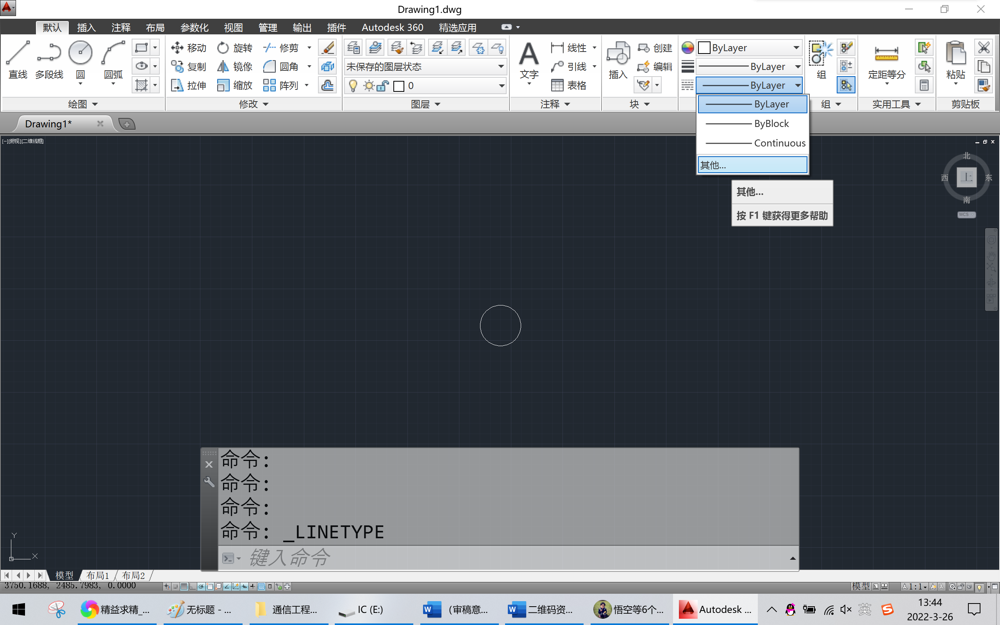 Drawing1.dwg
默认 插入 注释 布局 参数化 视图 管理 输出 插件 Autodesk 360 精选应用
直线 多段线 圆 圆弧
移动 旋转 修剪
复制 镜像 圆角
拉伸 缩放 阵列
未保存的图层状态
0
文字
线性
引线
表格
插入
创建
编辑
ByLayer
ByLayer
ByLayer
组
定距等分
粘贴
绘图 修改 图层 注释 块 组 实用工具 剪贴板
ByLayer
ByBlock
Continuous
其他...
其他...
按 F1 键获得更多帮助
Drawing1*
[−][俯视][二维线框]
北
西 上 东
南
WCS
命令:
命令:
命令:
命令: _LINETYPE
键入命令
Y
X
模型 布局1 布局2
3750.1688, 2485.7983, 0.0000
模型 1:1
精益求精_... 无标题 - ... 通信工程... IC (E:) （审稿意... 二维码资... 悟空等6个... Autodesk ... 英
13:44
2022-3-26